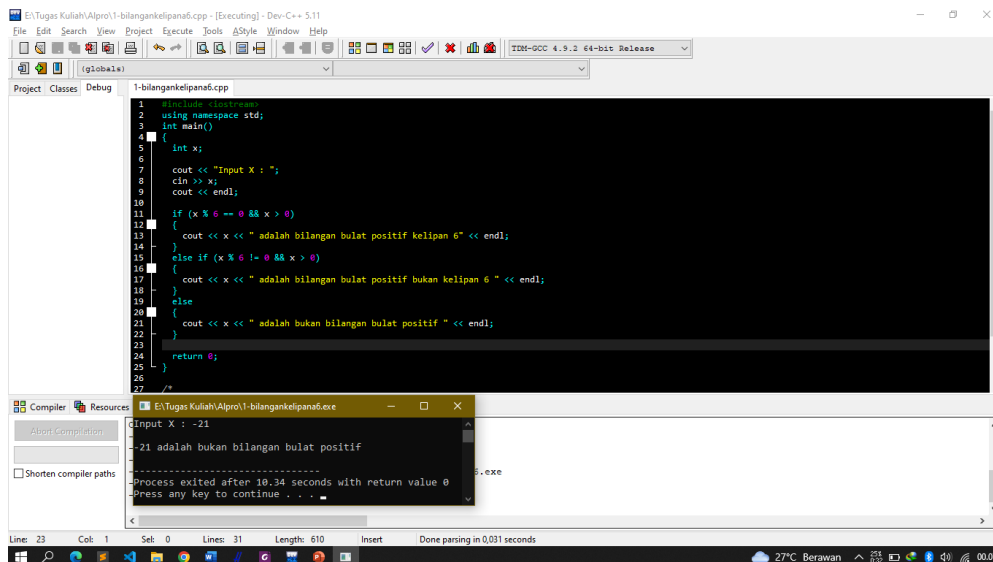 E:\Tugas Kuliah\Alpro\1-bilangankelipana6.cpp - [Executing] - Dev-C++ 5.11
File Edit Search View Project Execute Tools AStyle Window Help
TDM-GCC 4.9.2 64-bit Release
(globals)
Project Classes Debug
1-bilangankelipana6.cpp
1 #include <iostream>
2 using namespace std;
3 int main()
4 {
5 int x;
6
7 cout << "Input X : ";
8 cin >> x;
9 cout << endl;
10
11 if (x % 6 == 0 && x > 0)
12 {
13 cout << x << " adalah bilangan bulat positif kelipan 6" << endl;
14 }
15 else if (x % 6 != 0 && x > 0)
16 {
17 cout << x << " adalah bilangan bulat positif bukan kelipan 6 " << endl;
18 }
19 else
20 {
21 cout << x << " adalah bukan bilangan bulat positif " << endl;
22 }
23
24 return 0;
25 }
26
27 /*
Compiler Resources
Abort Compilation
Shorten compiler paths
E:\Tugas Kuliah\Alpro\1-bilangankelipana6.exe
Input X : -21
-21 adalah bukan bilangan bulat positif
--------------------------------
Process exited after 10.34 seconds with return value 0
Press any key to continue . . .
6.exe
Line: 23 Col: 1 Sel: 0 Lines: 31 Length: 610 Insert Done parsing in 0,031 seconds
27°C Berawan 25% 0:32 00.0